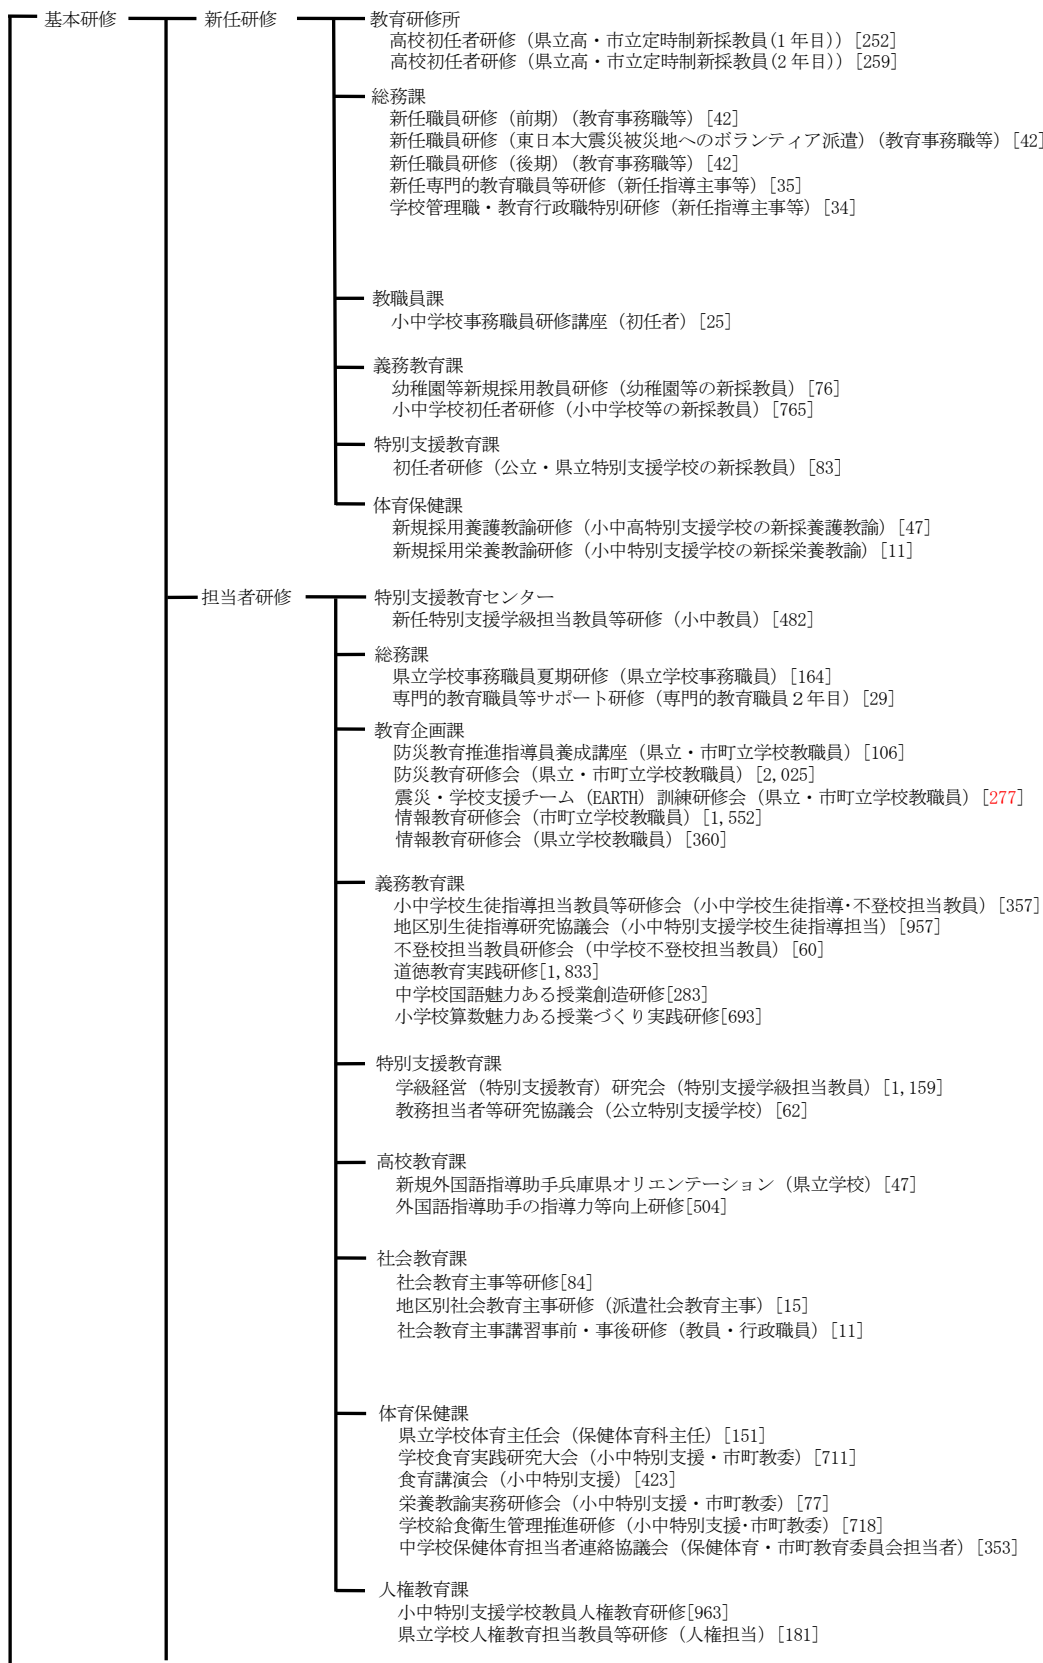 基本研修 新任研修 教育研修所
高校初任者研修（県立高・市立定時制新採教員(1年目)）[252]
高校初任者研修（県立高・市立定時制新採教員(2年目)）[259]
総務課
新任職員研修（前期）（教育事務職等）[42]
新任職員研修（東日本大震災被災地へのボランティア派遣）（教育事務職等）[42]
新任職員研修（後期）（教育事務職等）[42]
新任専門的教育職員等研修（新任指導主事等）[35]
学校管理職・教育行政職特別研修（新任指導主事等）[34]
教職員課
小中学校事務職員研修講座（初任者）[25]
義務教育課
幼稚園等新規採用教員研修（幼稚園等の新採教員）[76]
小中学校初任者研修（小中学校等の新採教員）[765]
特別支援教育課
初任者研修（公立・県立特別支援学校の新採教員）[83]
体育保健課
新規採用養護教諭研修（小中高特別支援学校の新採養護教諭）[47]
新規採用栄養教諭研修（小中特別支援学校の新採栄養教諭）[11]
担当者研修 特別支援教育センター
新任特別支援学級担当教員等研修（小中教員）[482]
総務課
県立学校事務職員夏期研修（県立学校事務職員）[164]
専門的教育職員等サポート研修（専門的教育職員２年目）[29]
教育企画課
防災教育推進指導員養成講座（県立・市町立学校教職員）[106]
防災教育研修会（県立・市町立学校教職員）[2,025]
震災・学校支援チーム（EARTH）訓練研修会（県立・市町立学校教職員）[277]
情報教育研修会（市町立学校教職員）[1,552]
情報教育研修会（県立学校教職員）[360]
義務教育課
小中学校生徒指導担当教員等研修会（小中学校生徒指導・不登校担当教員）[357]
地区別生徒指導研究協議会（小中特別支援学校生徒指導担当）[957]
不登校担当教員研修会（中学校不登校担当教員）[60]
道徳教育実践研修[1,833]
中学校国語魅力ある授業創造研修[283]
小学校算数魅力ある授業づくり実践研修[693]
特別支援教育課
学級経営（特別支援教育）研究会（特別支援学級担当教員）[1,159]
教務担当者等研究協議会（公立特別支援学校）[62]
高校教育課
新規外国語指導助手兵庫県オリエンテーション（県立学校）[47]
外国語指導助手の指導力等向上研修[504]
社会教育課
社会教育主事等研修[84]
地区別社会教育主事研修（派遣社会教育主事）[15]
社会教育主事講習事前・事後研修（教員・行政職員）[11]
体育保健課
県立学校体育主任会（保健体育科主任）[151]
学校食育実践研究大会（小中特別支援・市町教委）[711]
食育講演会（小中特別支援）[423]
栄養教諭実務研修会（小中特別支援・市町教委）[77]
学校給食衛生管理推進研修（小中特別支援・市町教委）[718]
中学校保健体育担当者連絡協議会（保健体育・市町教育委員会担当者）[353]
人権教育課
小中特別支援学校教員人権教育研修[963]
県立学校人権教育担当教員等研修（人権担当）[181]